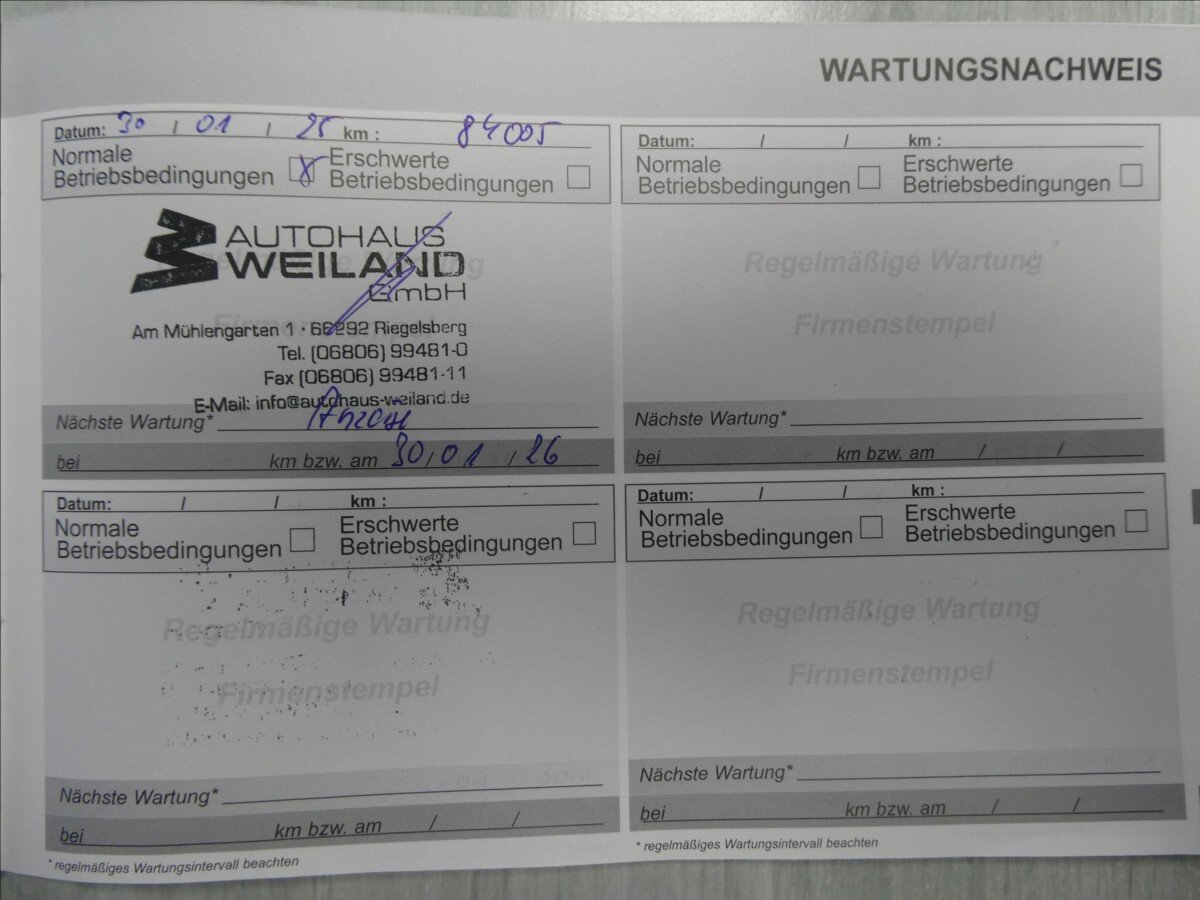 WARTUNGSNACHWEIS
Datum: 30 / 01 / 25 km : 84005
Normale Betriebsbedingungen
Erschwerte Betriebsbedingungen
Regelmäßige Wartung
Firmenstempel
AUTOHAUS
WEILAND
GmbH
Am Mühlengarten 1 · 66292 Riegelsberg
Tel. (06806) 99481-0
Fax (06806) 99481-11
E-Mail: info@autohaus-weiland.de
Nächste Wartung*
bei km bzw. am 30 / 01 / 26
Datum: / / km :
Normale Betriebsbedingungen
Erschwerte Betriebsbedingungen
Regelmäßige Wartung
Firmenstempel
Nächste Wartung*
bei km bzw. am / /
Datum: / / km :
Normale Betriebsbedingungen
Erschwerte Betriebsbedingungen
Regelmäßige Wartung
Firmenstempel
Nächste Wartung*
bei km bzw. am / /
* regelmäßiges Wartungsintervall beachten
Datum: / / km :
Normale Betriebsbedingungen
Erschwerte Betriebsbedingungen
Regelmäßige Wartung
Firmenstempel
Nächste Wartung*
bei km bzw. am / /
* regelmäßiges Wartungsintervall beachten